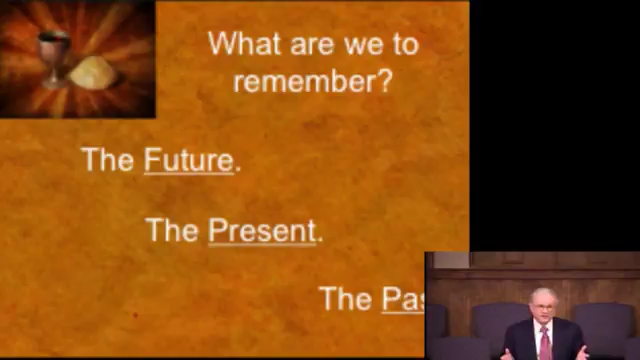 What are we to
remember?
The Future.
The Present.
The Pas